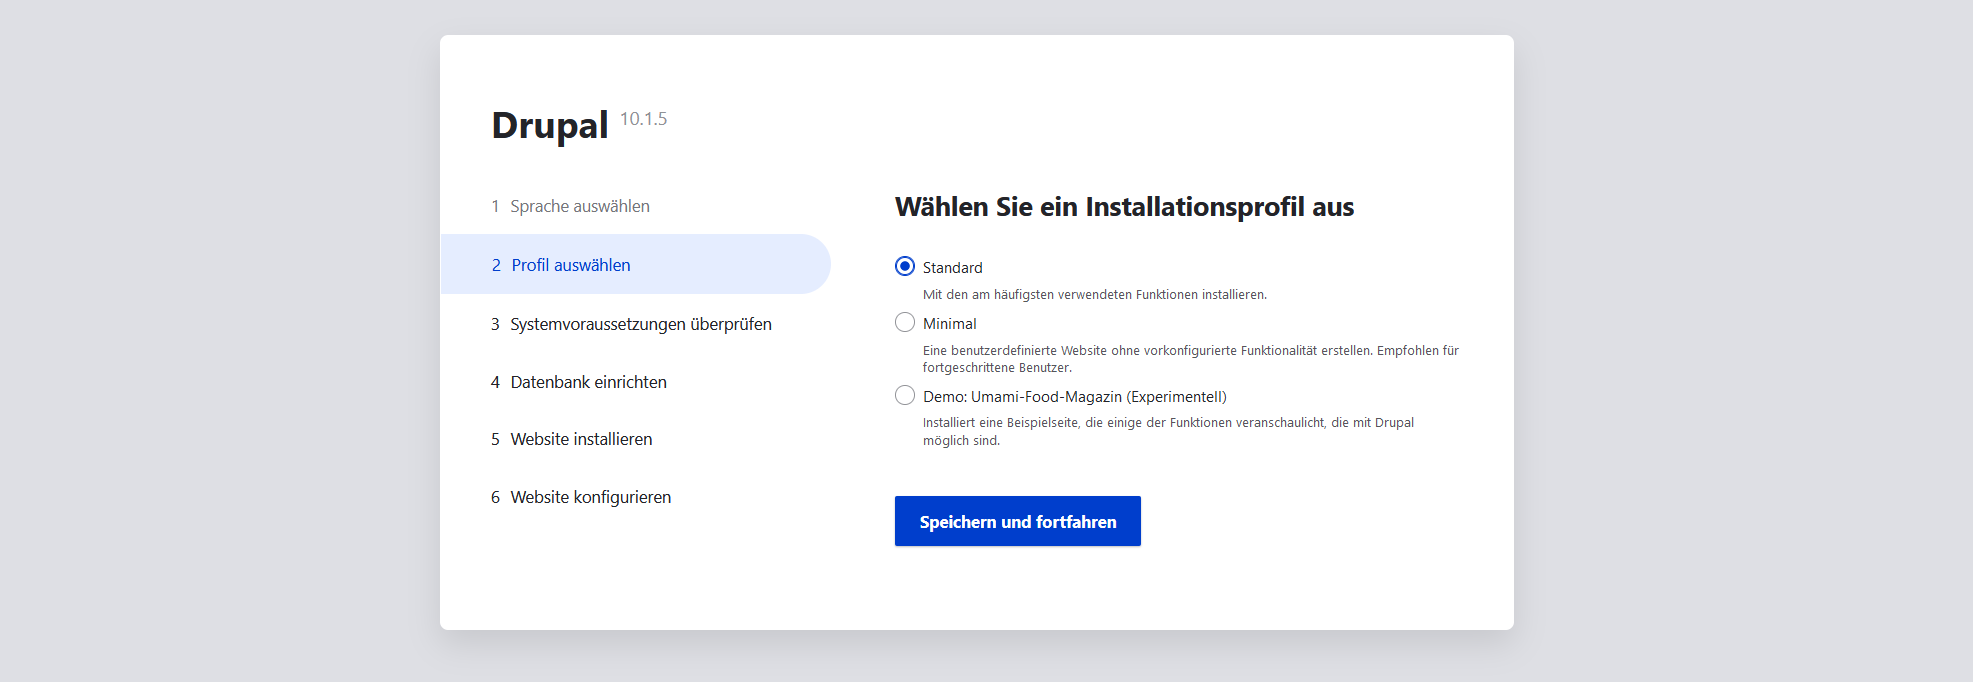 Drupal 10.1.5
1 Sprache auswählen
2 Profil auswählen
3 Systemvoraussetzungen überprüfen
4 Datenbank einrichten
5 Website installieren
6 Website konfigurieren
Wählen Sie ein Installationsprofil aus
Standard
Mit den am häufigsten verwendeten Funktionen installieren.
Minimal
Eine benutzerdefinierte Website ohne vorkonfigurierte Funktionalität erstellen. Empfohlen für
fortgeschrittene Benutzer.
Demo: Umami-Food-Magazin (Experimentell)
Installiert eine Beispielseite, die einige der Funktionen veranschaulicht, die mit Drupal
möglich sind.
Speichern und fortfahren